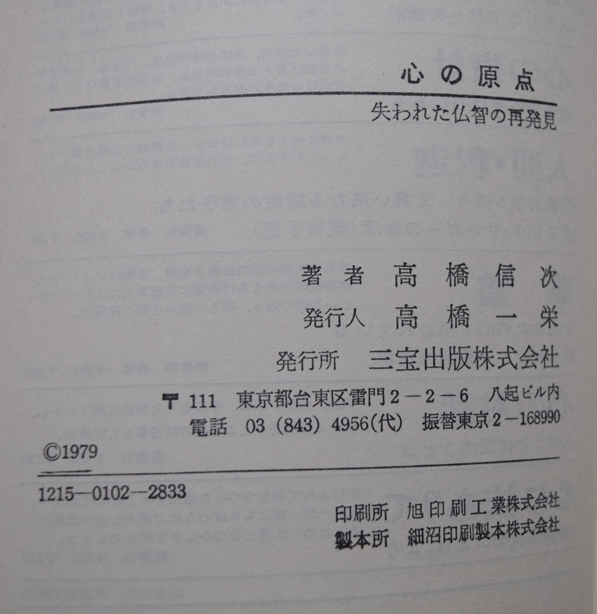 心の原点
失われた仏智の再発見
著者 高橋信次
発行人 高橋一栄
発行所 三宝出版株式会社
〒111 東京都台東区雷門2-2-6 八起ビル内
電話 03 (843) 4956(代) 振替東京2-168990
©1979
1215-0102-2833
印刷所 旭印刷工業株式会社
製本所 細沼印刷製本株式会社